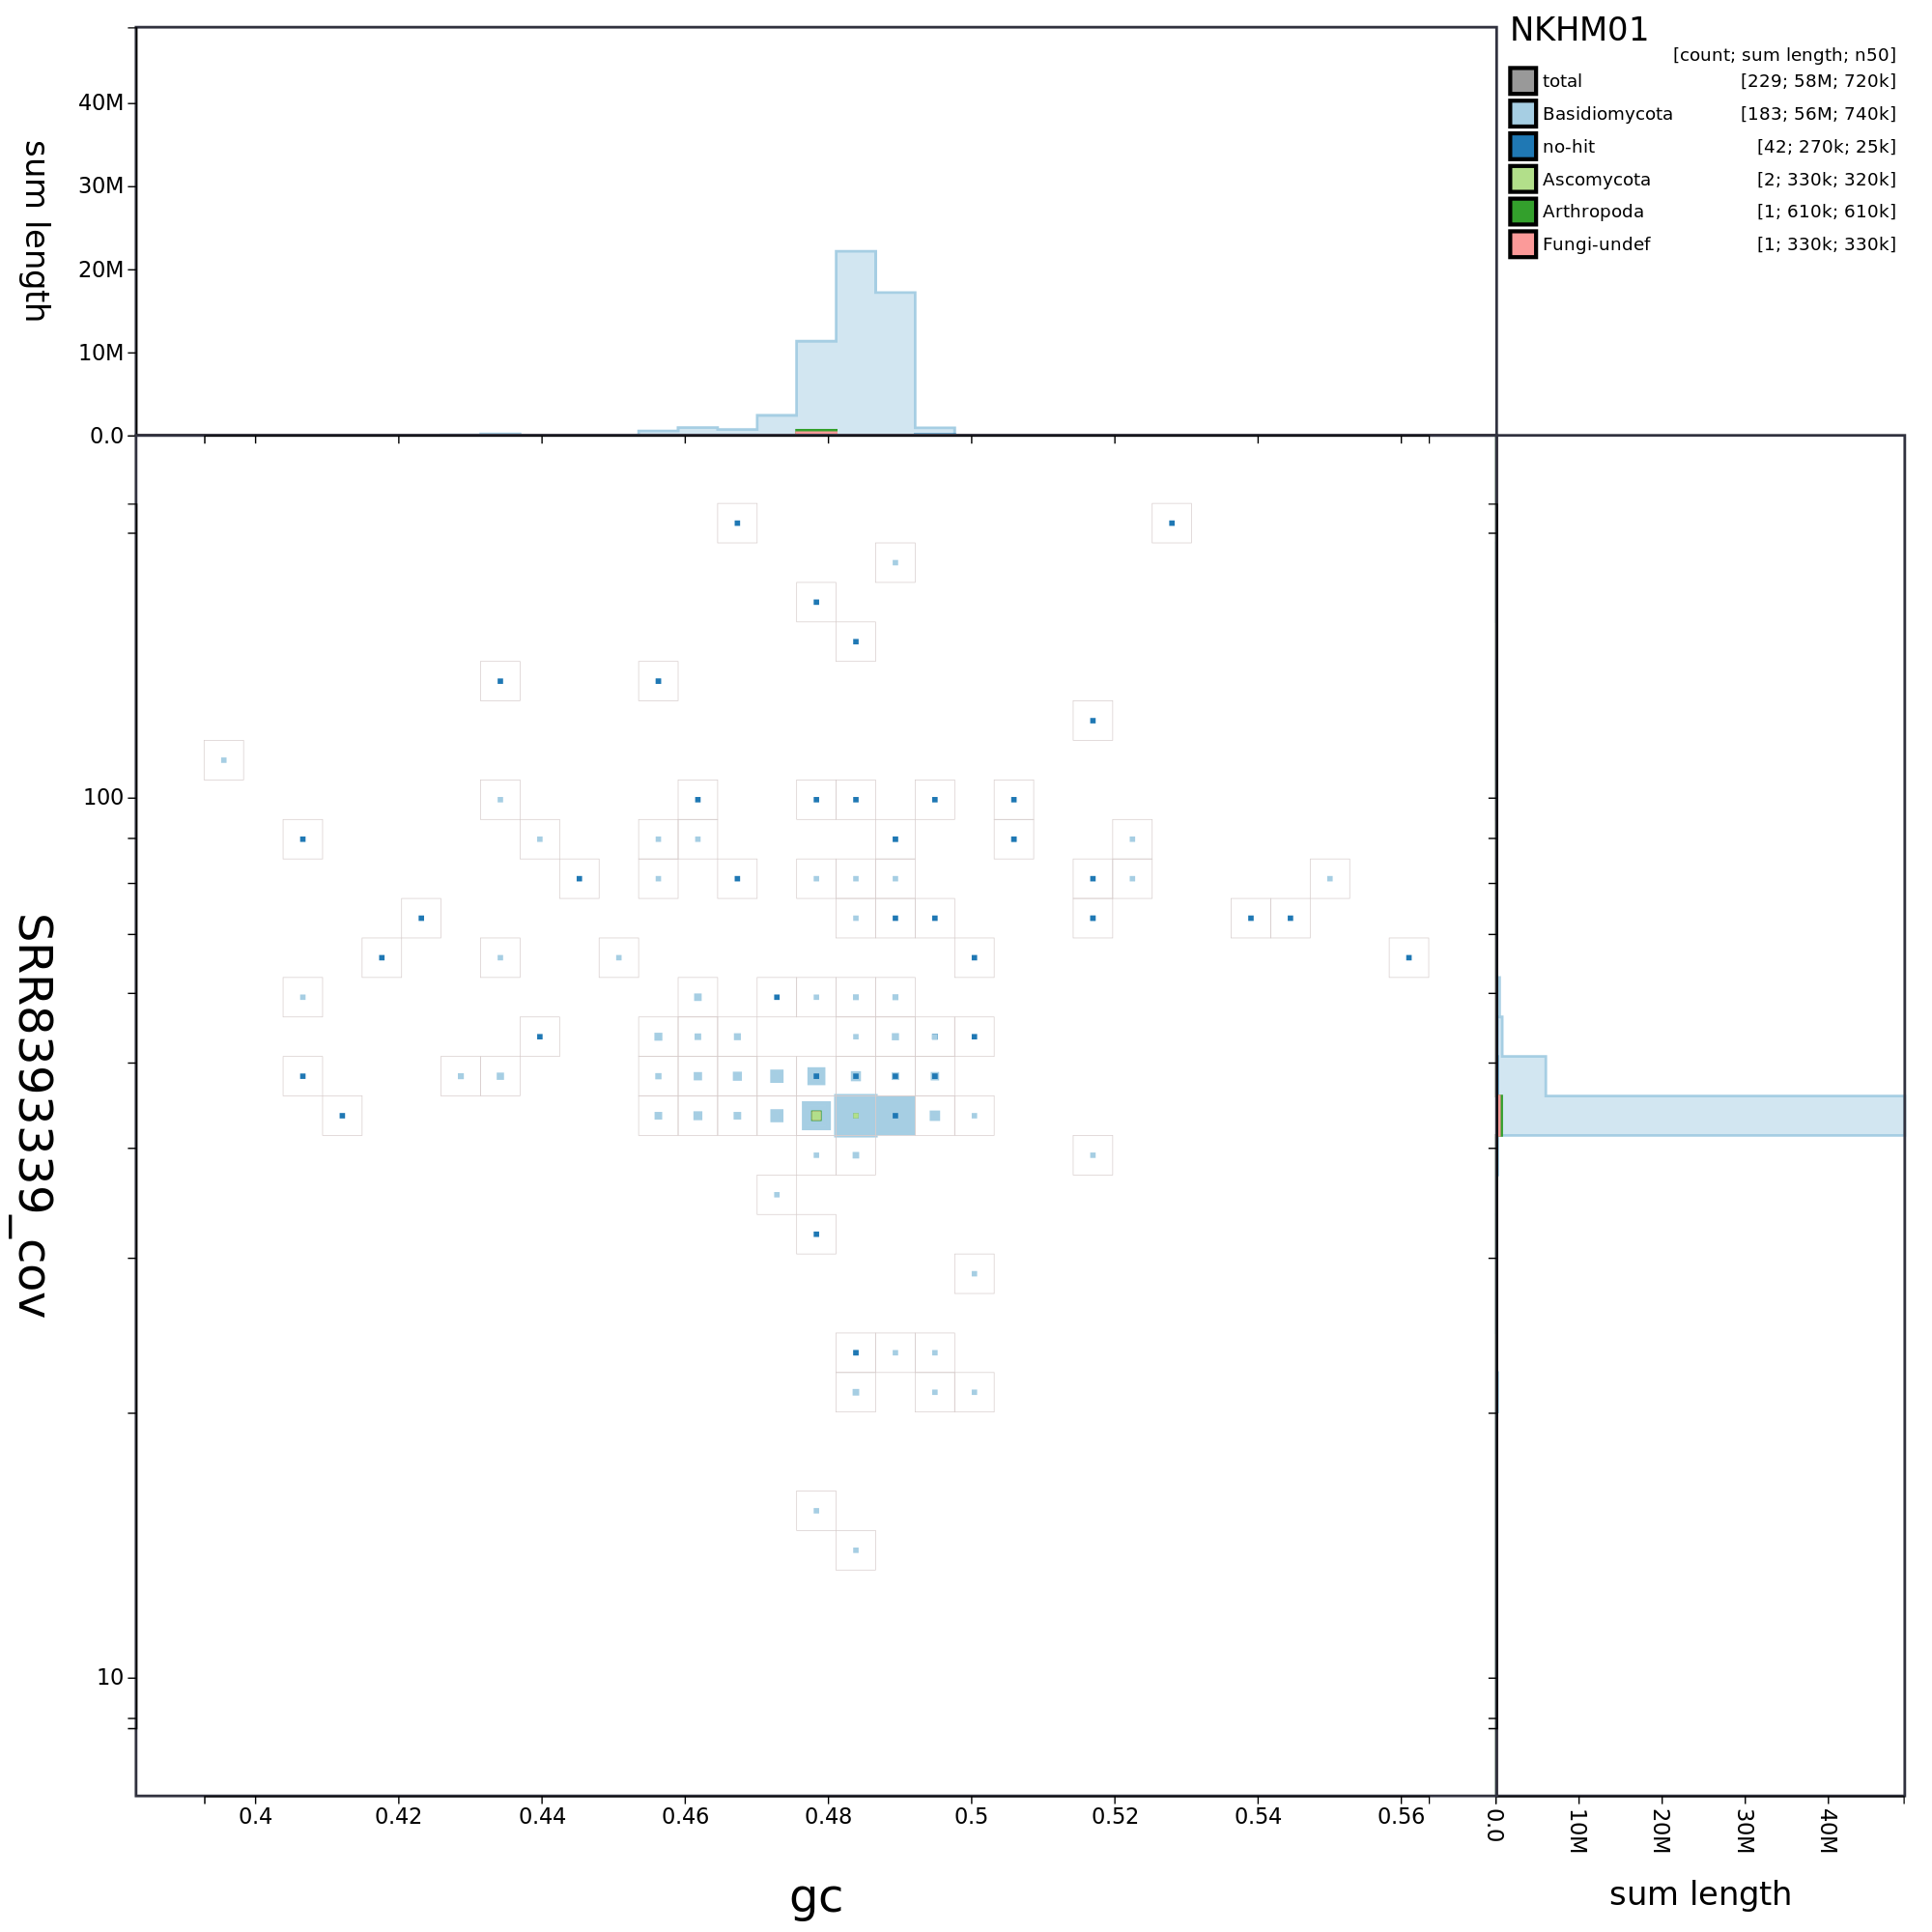 NKHM01
[count; sum length; n50]
total [229; 58M; 720k]
Basidiomycota [183; 56M; 740k]
no-hit [42; 270k; 25k]
Ascomycota [2; 330k; 320k]
Arthropoda [1; 610k; 610k]
Fungi-undef [1; 330k; 330k]
sum length
40M
30M
20M
10M
0.0
SRR8393339_cov
100
10
0.4 0.42 0.44 0.46 0.48 0.5 0.52 0.54 0.56
gc
0.0 10M 20M 30M 40M
sum length